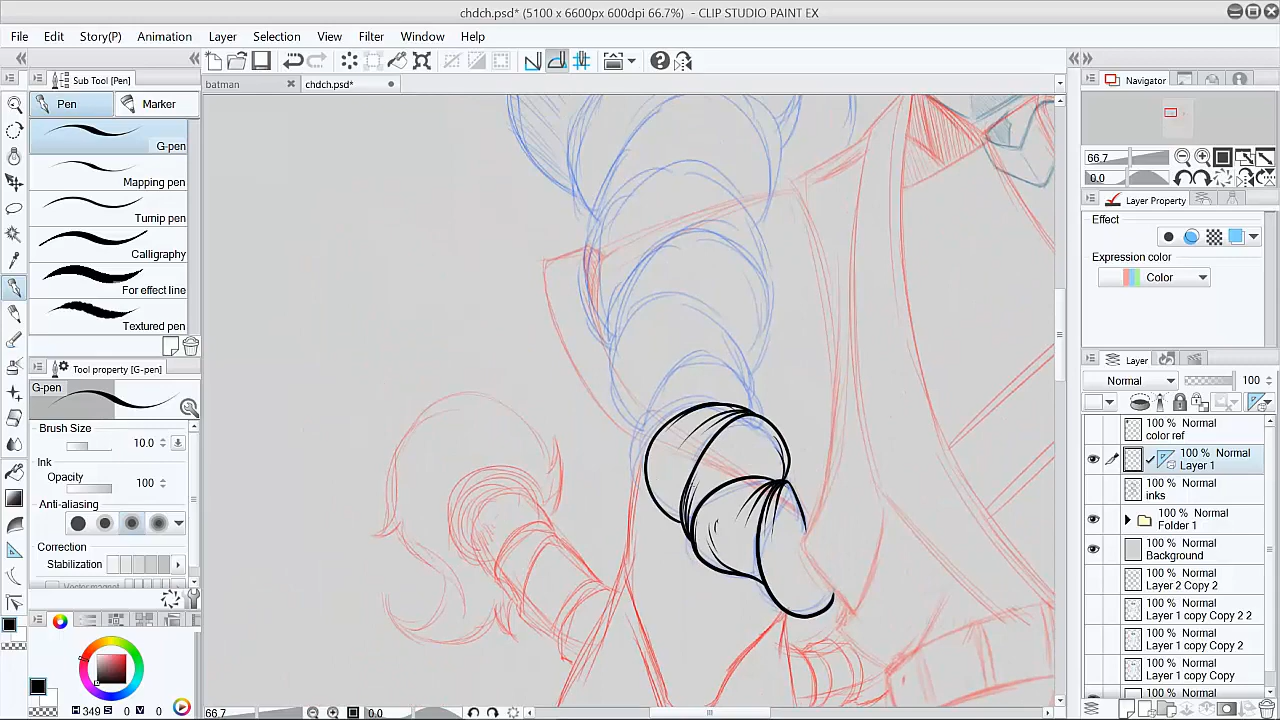 chdch.psd* (5100 x 6600px 600dpi 66.7%)  - CLIP STUDIO PAINT EX
File Edit Story(P) Animation Layer Selection View Filter Window Help
Sub Tool [Pen]
Pen Marker
G-pen
Mapping pen
Turnip pen
Calligraphy
For effect line
Textured pen
Tool property [G-pen]
G-pen
Brush Size
10.0
Ink
Opacity
100
Anti-aliasing
Correction
Stabilization
Vector magnet
349 S 0 V 0
batman chdch.psd*
66.7 0.0
Navigator
66.7
0.0
Layer Property
Effect
Expression color
Color
Layer
Normal 100
100 % Normal
color ref
100 % Normal
Layer 1
100 % Normal
inks
100 % Normal
Folder 1
100 % Normal
Background
100 % Normal
Layer 2 Copy 2
100 % Normal
Layer 1 copy Copy 2 2
100 % Normal
Layer 1 copy Copy 2
100 % Normal
Layer 1 copy Copy
100 % Normal